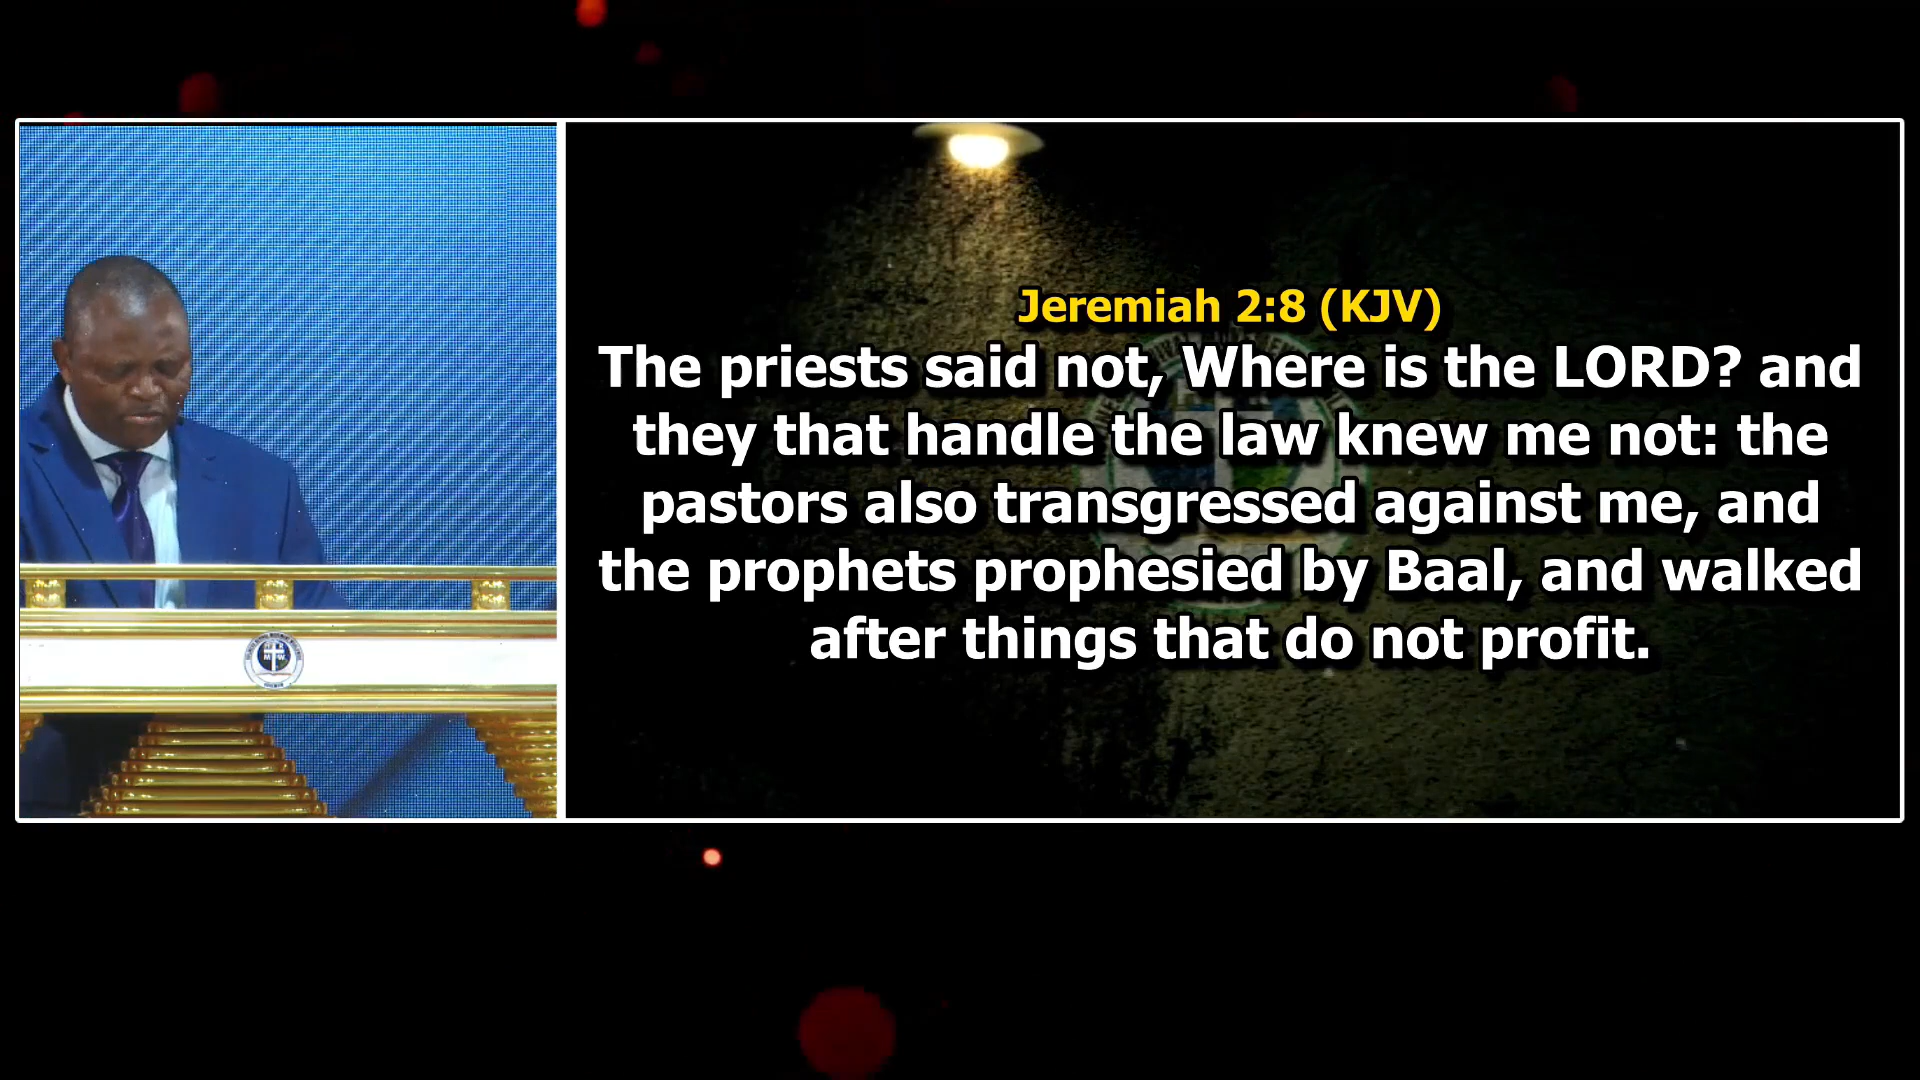 Jeremiah 2:8 (KJV)
The priests said not, Where is the LORD? and
they that handle the law knew me not: the
pastors also transgressed against me, and
the prophets prophesied by Baal, and walked
after things that do not profit.